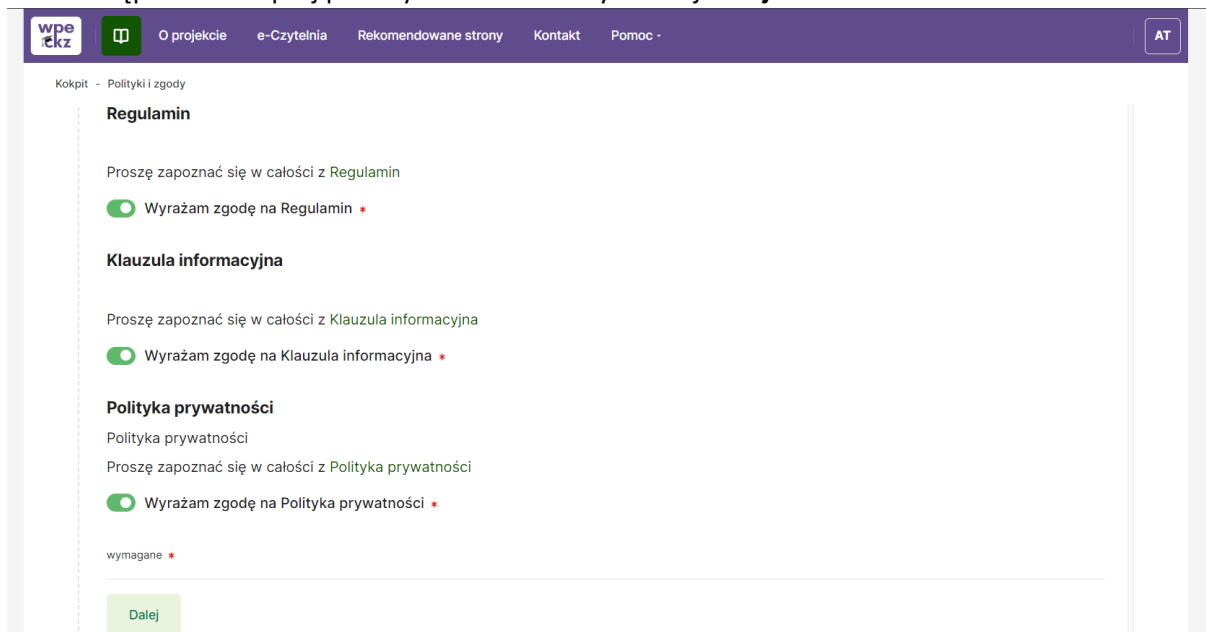 wpe
ckz
O projekcie
e-Czytelnia
Rekomendowane strony
Kontakt
Pomoc -
AT
Kokpit - Polityki i zgody
Regulamin
Proszę zapoznać się w całości z Regulamin
Wyrażam zgodę na Regulamin *
Klauzula informacyjna
Proszę zapoznać się w całości z Klauzula informacyjna
Wyrażam zgodę na Klauzula informacyjna *
Polityka prywatności
Polityka prywatności
Proszę zapoznać się w całości z Polityka prywatności
Wyrażam zgodę na Polityka prywatności *
wymagane *
Dalej